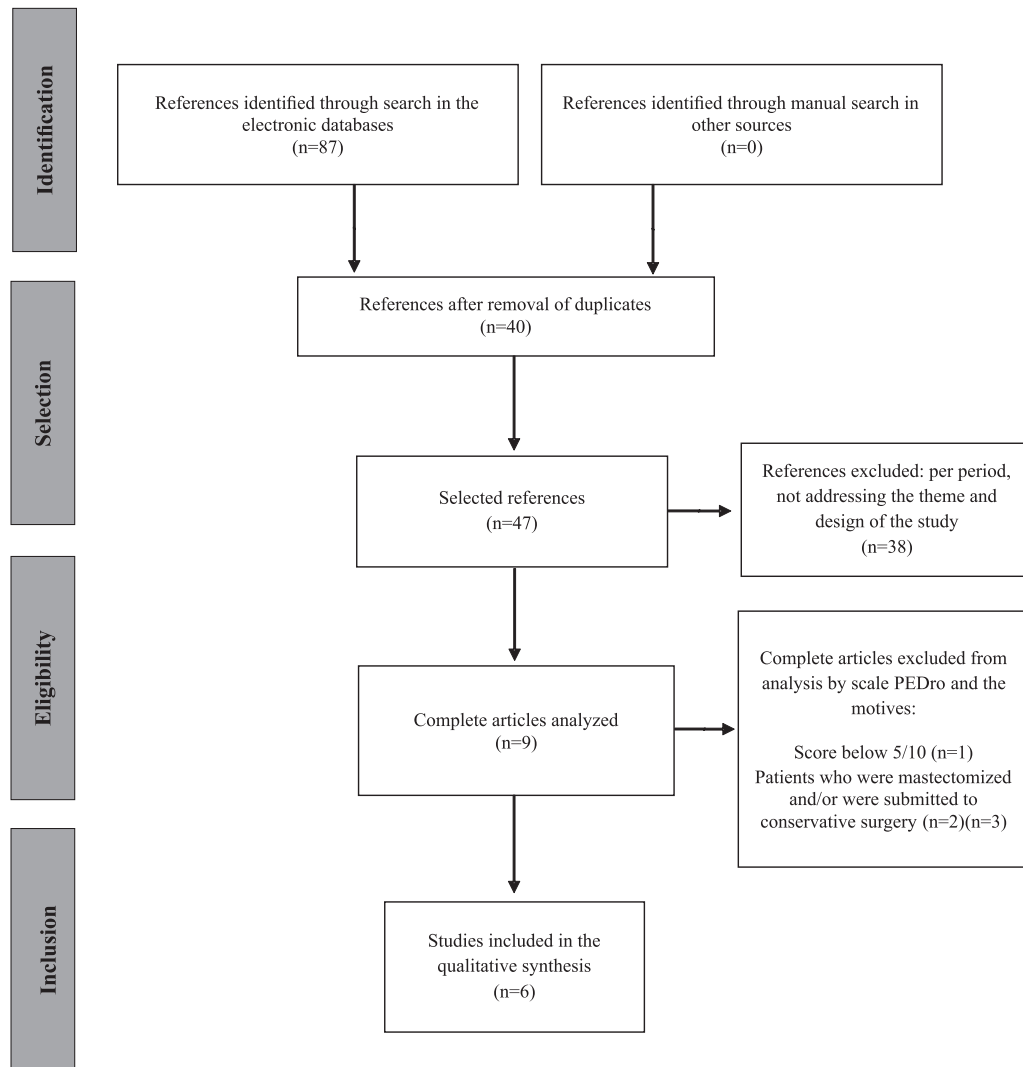 Identification
References identified through search in the
electronic databases
(n=87)
References identified through manual search in
other sources
(n=0)
Selection
References after removal of duplicates
(n=40)
Selected references
(n=47)
References excluded: per period,
not addressing the theme and
design of the study
(n=38)
Eligibility
Complete articles analyzed
(n=9)
Complete articles excluded from
analysis by scale PEDro and the
motives:
Score below 5/10 (n=1)
Patients who were mastectomized
and/or were submitted to
conservative surgery (n=2)(n=3)
Inclusion
Studies included in the
qualitative synthesis
(n=6)